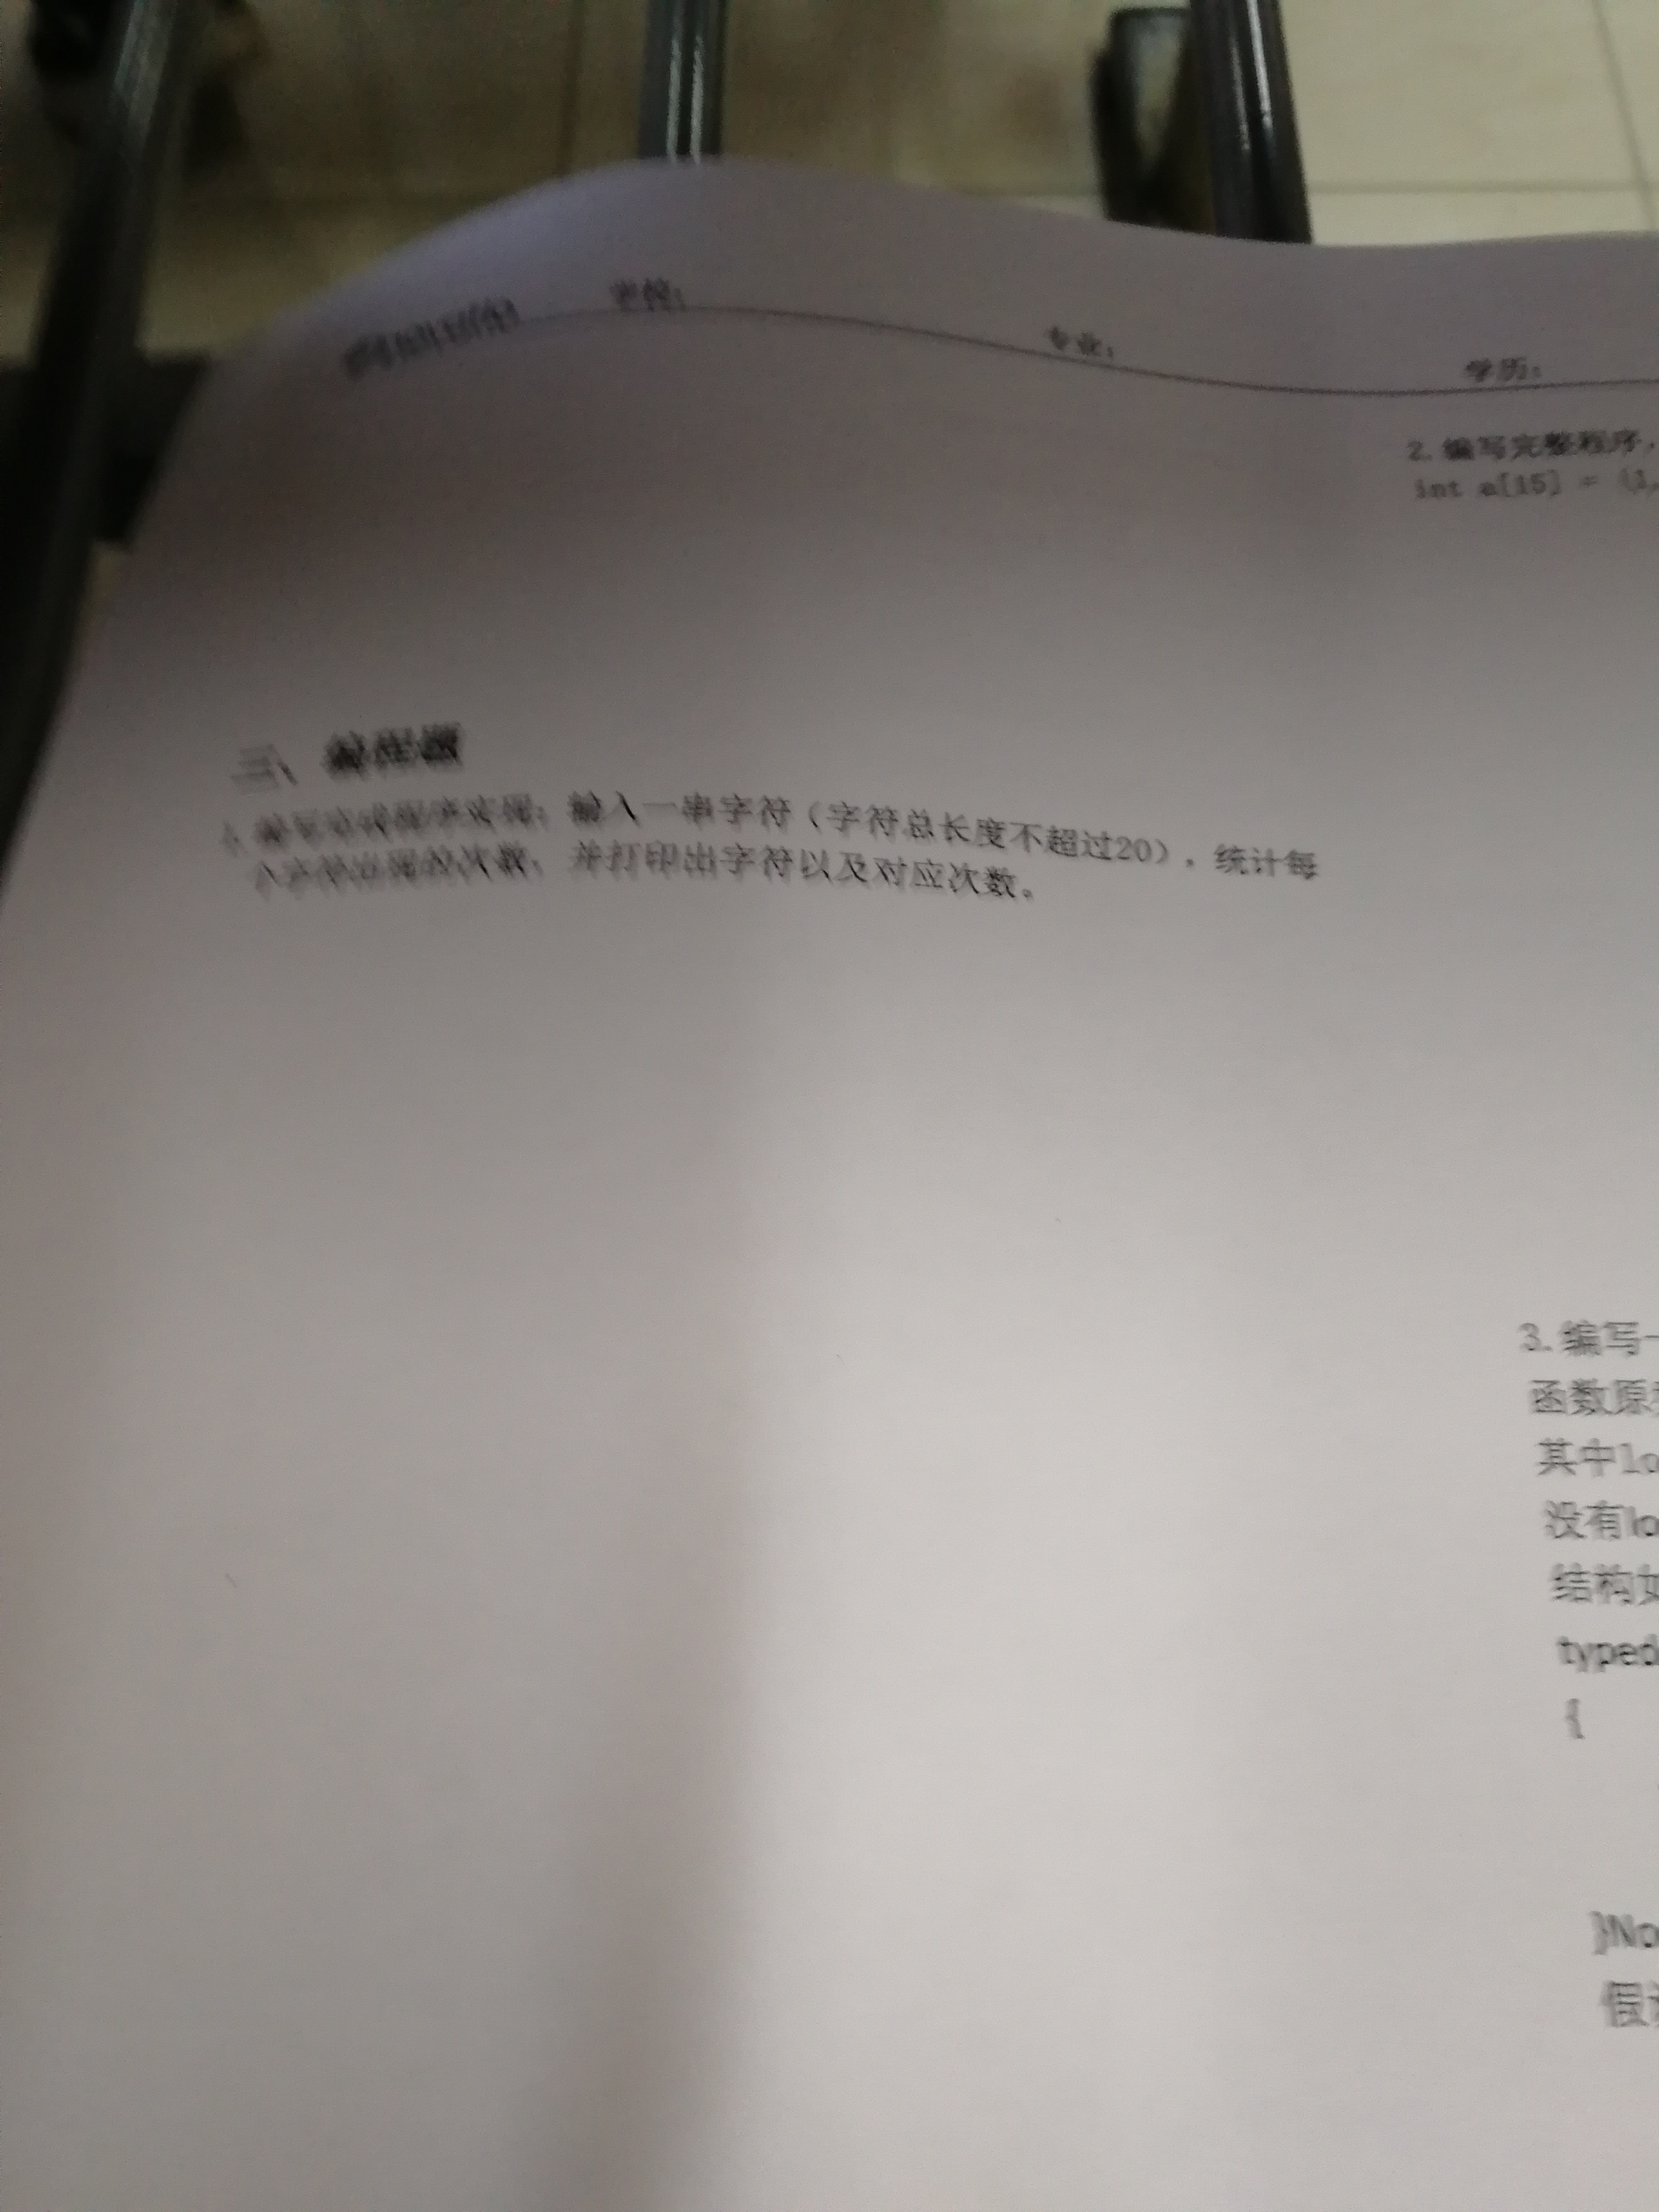 学校：
专业：
学历：
三、编程题
1. 编写完成程序实现：输入一串字符（字符总长度不超过20），统计每
个字符出现的次数，并打印出字符以及对应次数。
2. 编写完整程序，
int a[15] = {1,
3. 编写一
函数原
其中lo
没有lo
结构如
typed
{
}No
假设